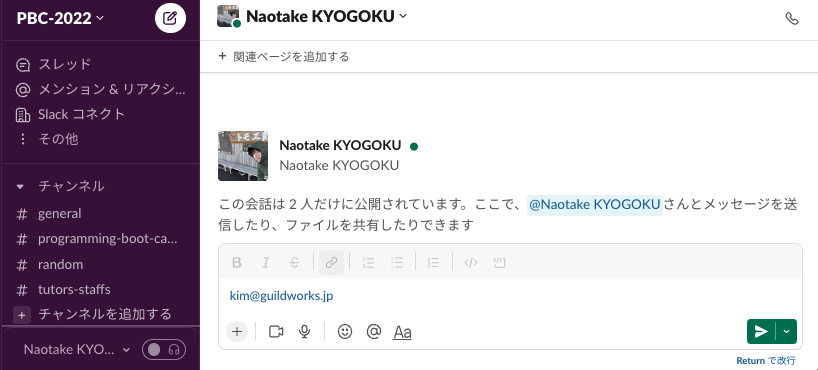 PBC-2022
スレッド
メンション & リアクシ...
Slack コネクト
その他
チャンネル
# general
# programming-boot-ca...
# random
# tutors-staffs
+ チャンネルを追加する
Naotake KYO...
Naotake KYOGOKU
+ 関連ページを追加する
Naotake KYOGOKU
Naotake KYOGOKU
この会話は 2 人だけに公開されています。ここで、@Naotake KYOGOKUさんとメッセージを送
信したり、ファイルを共有したりできます
B I S
kim@guildworks.jp
+ @ Aa
Return で改行